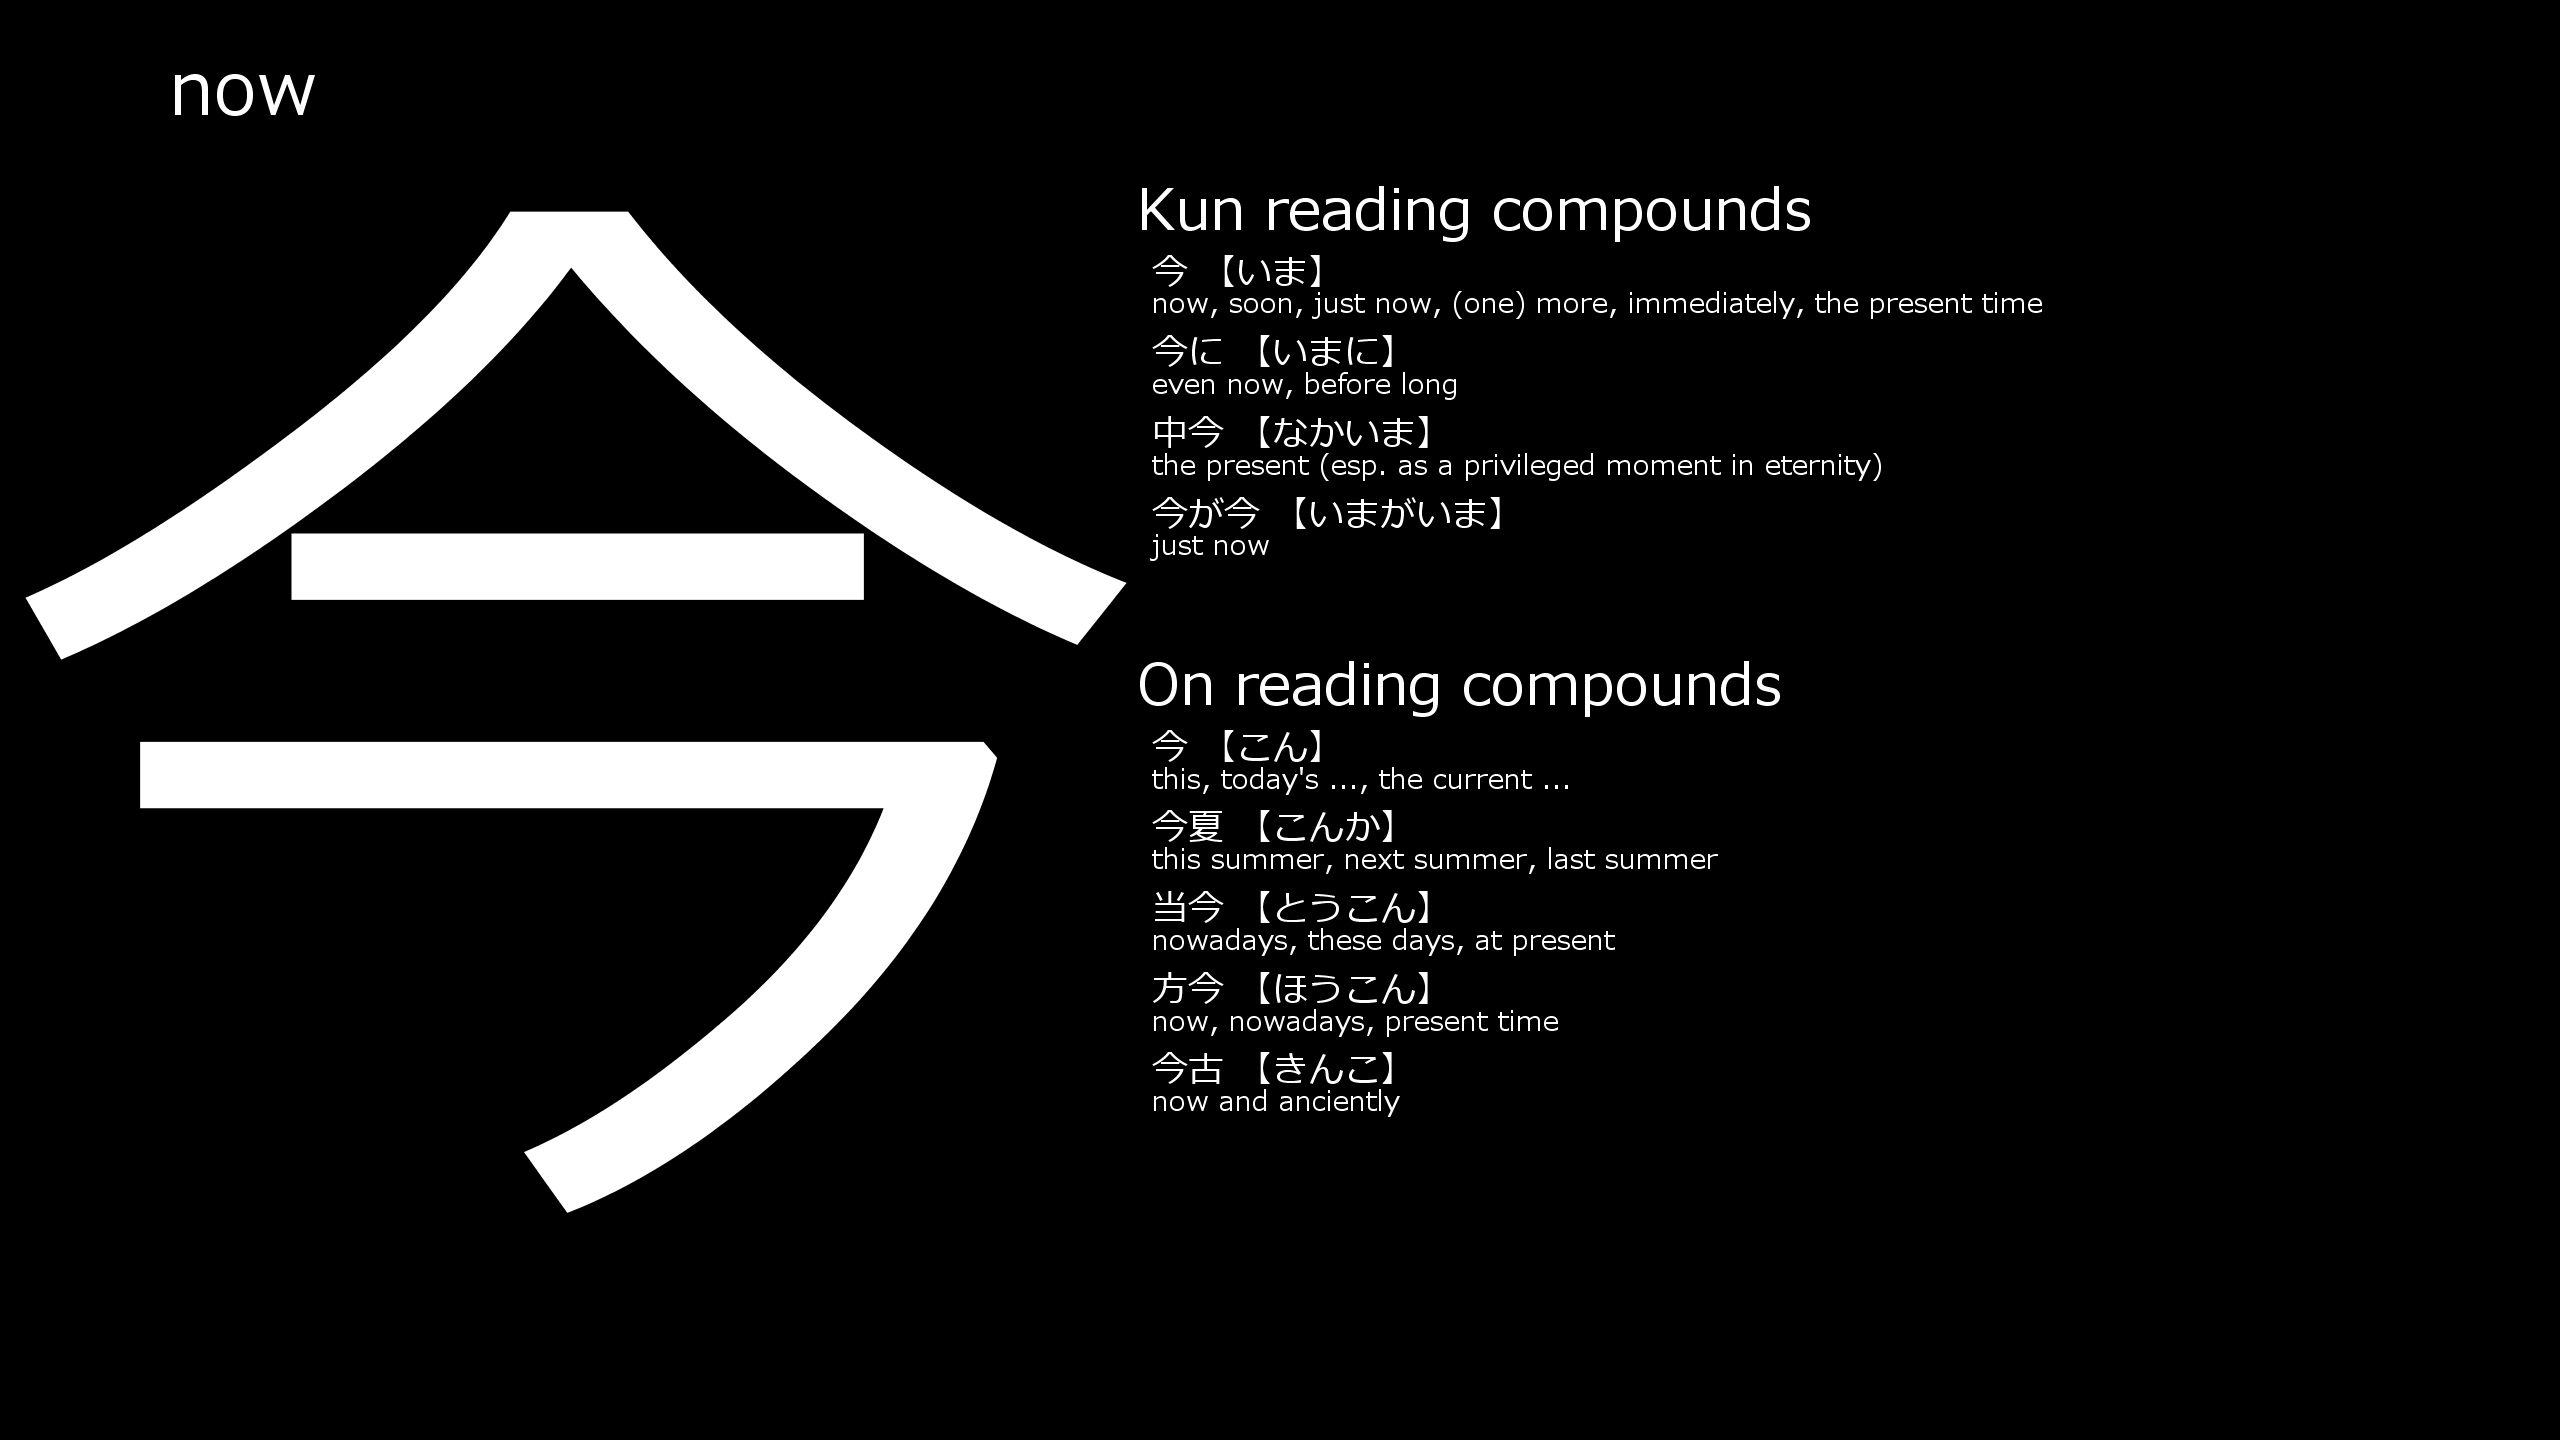 now
今
Kun reading compounds
今 【いま】
now, soon, just now, (one) more, immediately, the present time
今に 【いまに】
even now, before long
中今 【なかいま】
the present (esp. as a privileged moment in eternity)
今が今 【いまがいま】
just now
On reading compounds
今 【こん】
this, today's ..., the current ...
今夏 【こんか】
this summer, next summer, last summer
当今 【とうこん】
nowadays, these days, at present
方今 【ほうこん】
now, nowadays, present time
今古 【きんこ】
now and anciently